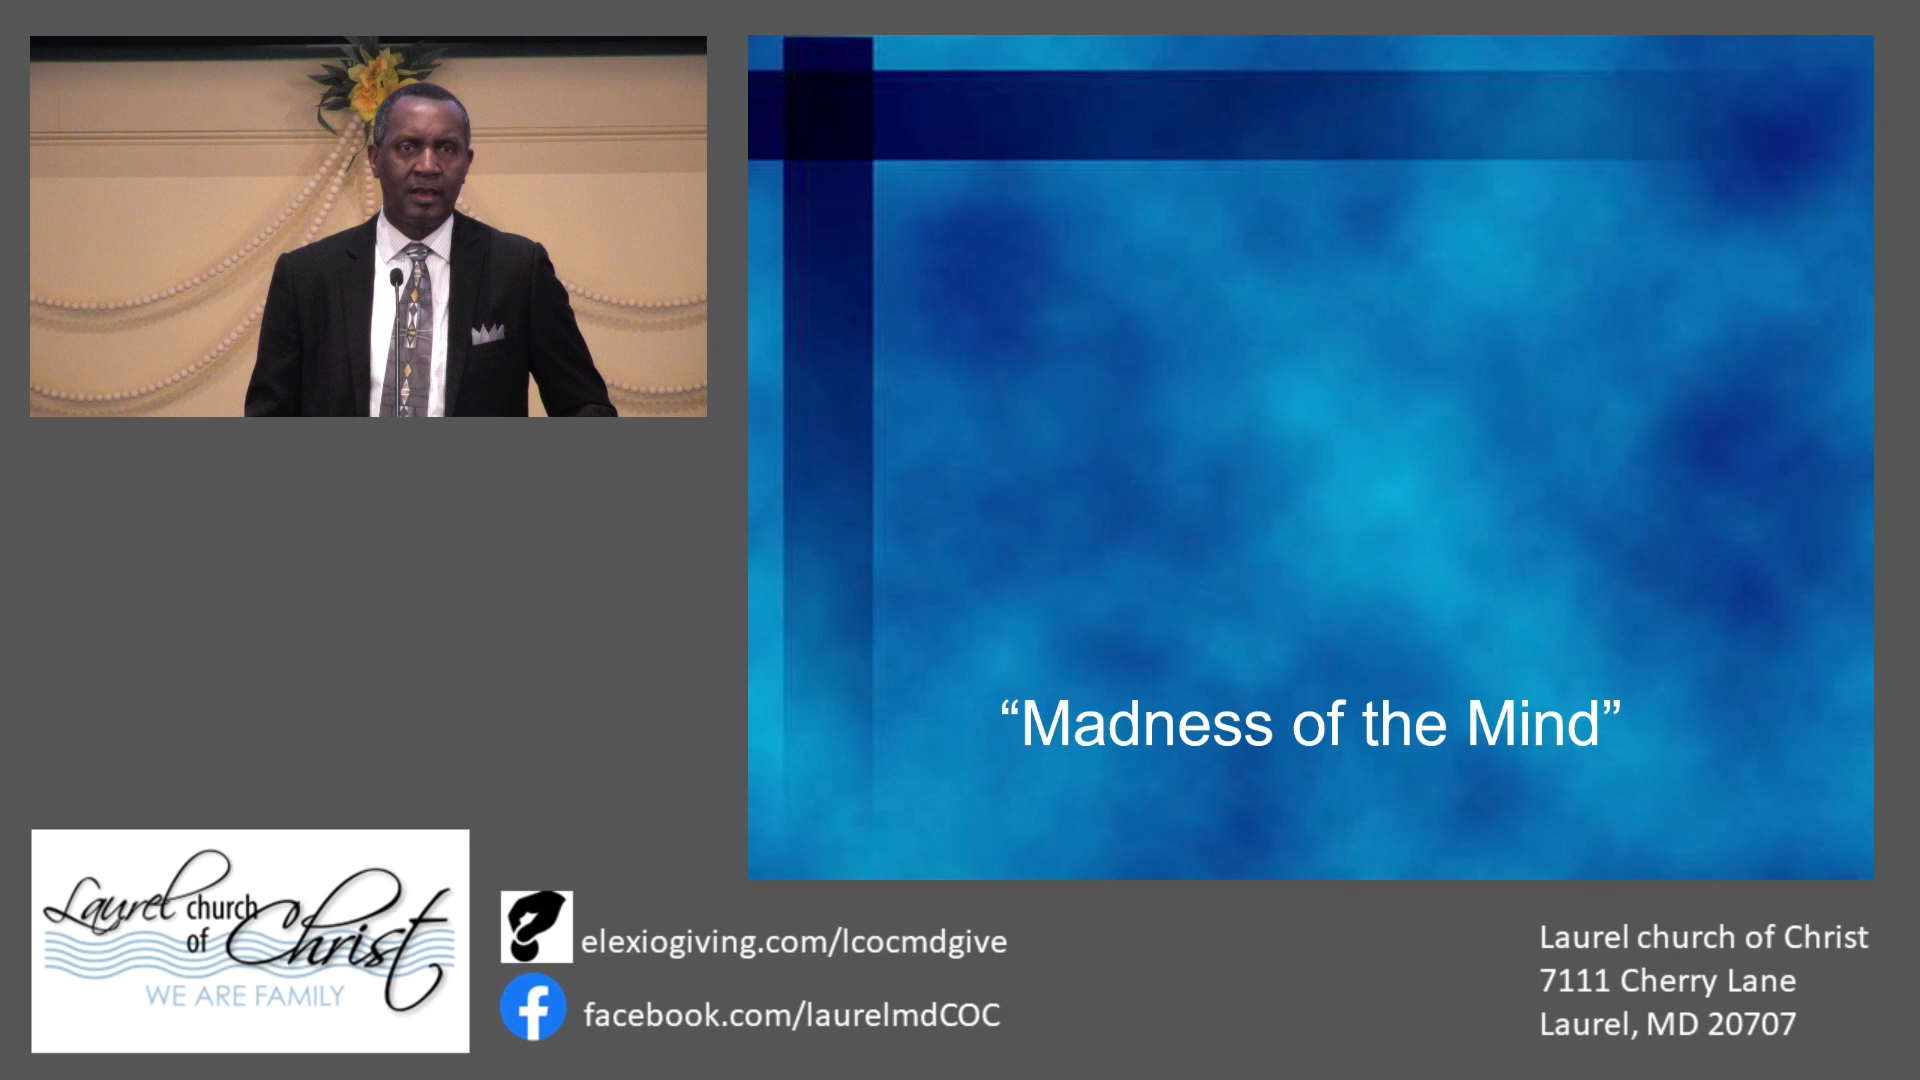 “Madness of the Mind”
Laurel church
of Christ
WE ARE FAMILY
elexiogiving.com/lcocmdgive
facebook.com/laurelmdCOC
Laurel church of Christ
7111 Cherry Lane
Laurel, MD 20707